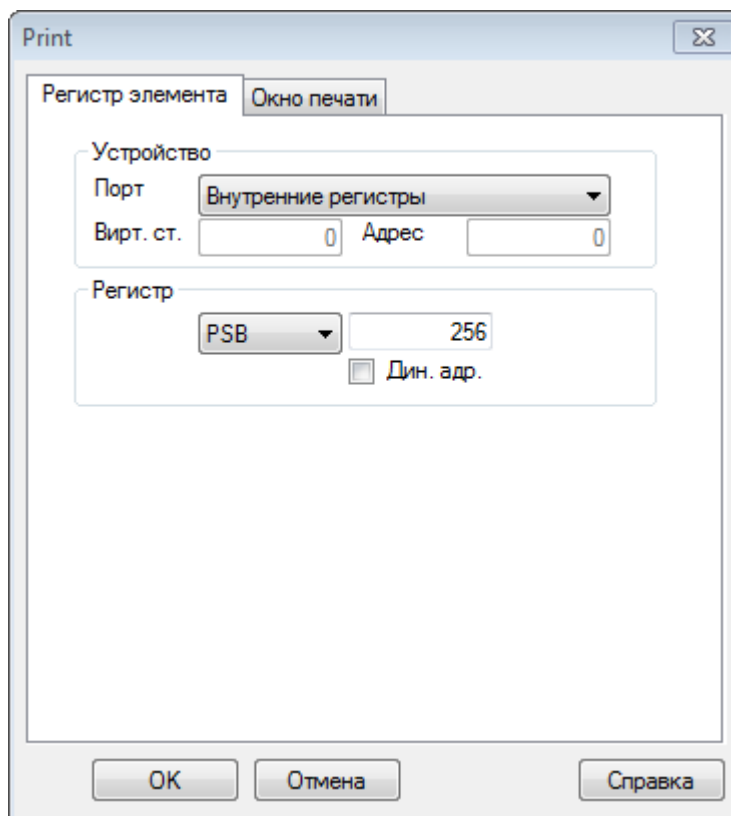 Print
Регистр элемента Окно печати
Устройство
Порт Внутренние регистры
Вирт. ст. 0 Адрес 0
Регистр
PSB 256
Дин. адр.
OK Отмена Справка